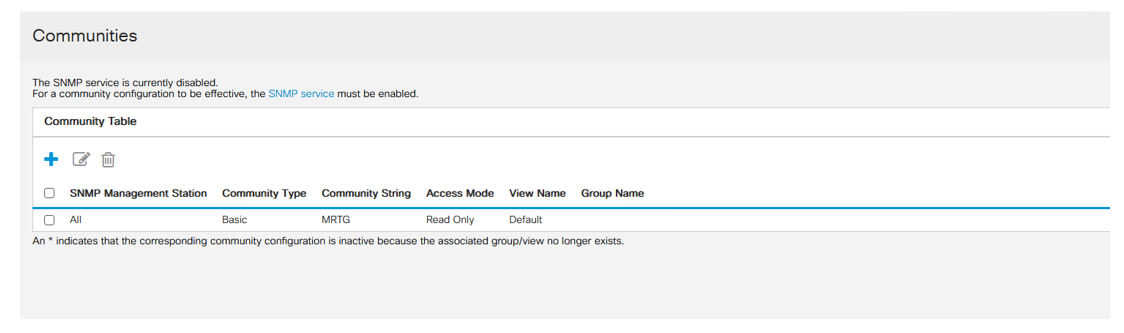 Communities
The SNMP service is currently disabled.
For a community configuration to be effective, the SNMP service must be enabled.
Community Table
SNMP Management Station Community Type Community String Access Mode View Name Group Name
All Basic MRTG Read Only Default
An * indicates that the corresponding community configuration is inactive because the associated group/view no longer exists.